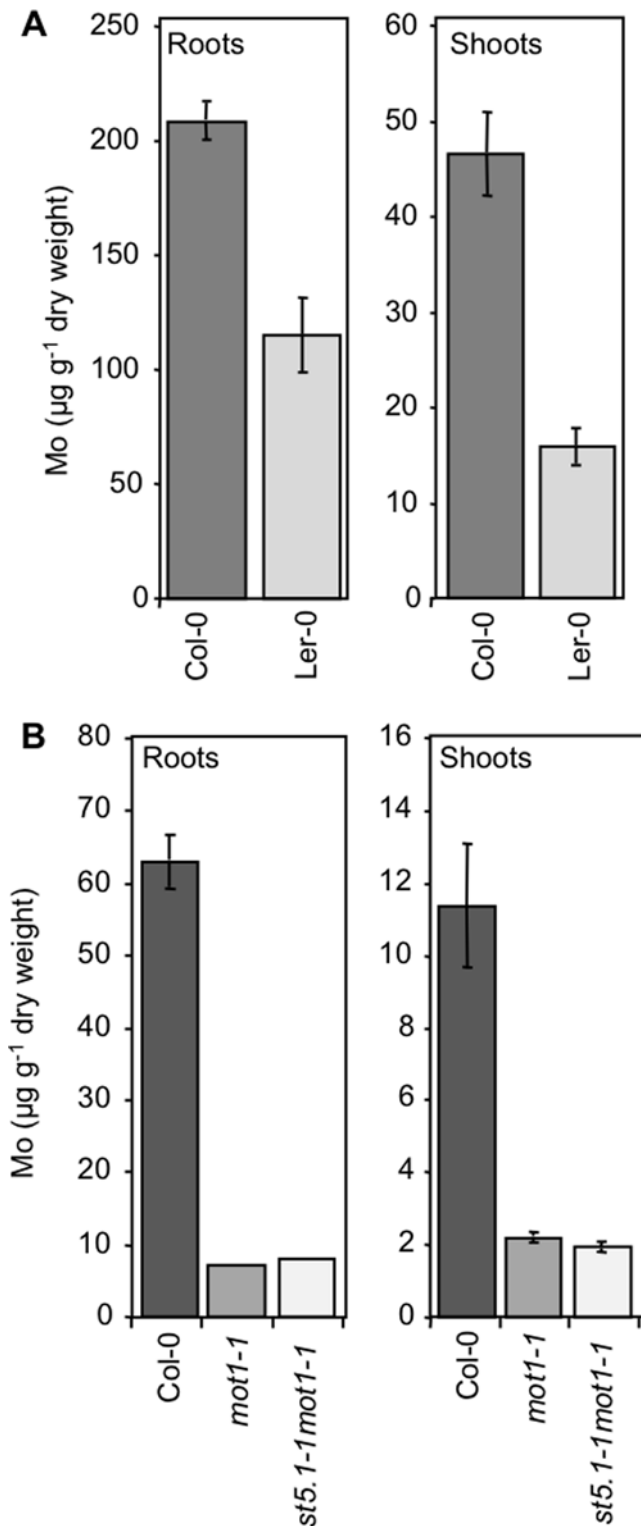 A
Roots
Shoots
Mo (µg g⁻¹ dry weight)
250
200
150
100
50
0
60
50
40
30
20
10
0
Col-0
Ler-0
Col-0
Ler-0
B
Roots
Shoots
Mo (µg g⁻¹ dry weight)
80
70
60
50
40
30
20
10
0
16
14
12
10
8
6
4
2
0
Col-0
mot1-1
st5.1-1mot1-1
Col-0
mot1-1
st5.1-1mot1-1